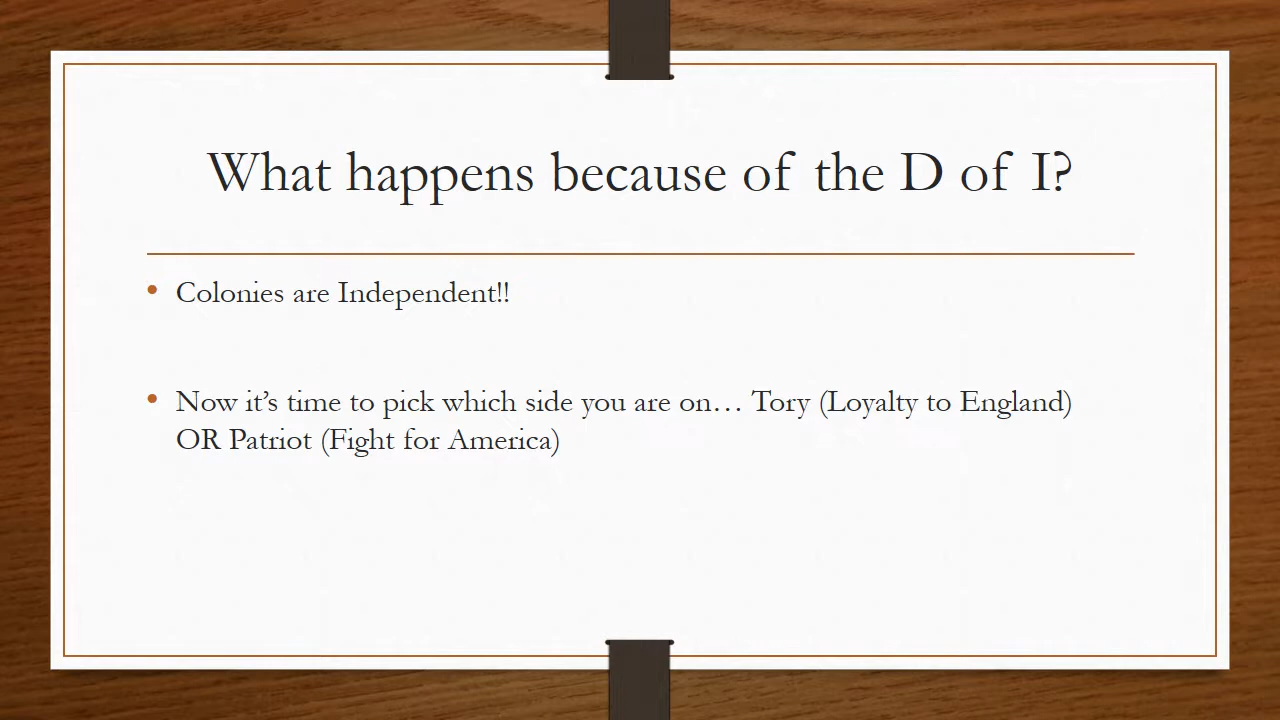 What happens because of the D of I?
• Colonies are Independent!!
• Now it’s time to pick which side you are on… Tory (Loyalty to England)
OR Patriot (Fight for America)